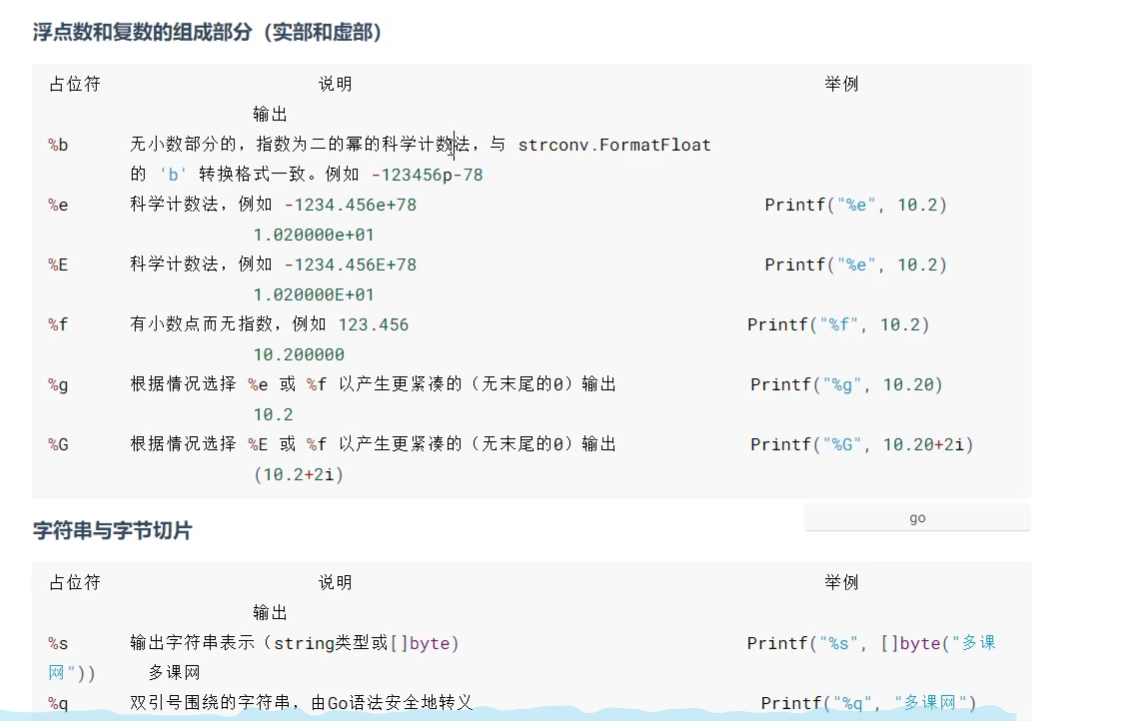 浮点数和复数的组成部分（实部和虚部）
占位符 说明 举例
输出
%b 无小数部分的，指数为二的幂的科学计数法，与 strconv.FormatFloat
的 'b' 转换格式一致。例如 -123456p-78
%e 科学计数法，例如 -1234.456e+78 Printf("%e", 10.2)
1.020000e+01
%E 科学计数法，例如 -1234.456E+78 Printf("%e", 10.2)
1.020000E+01
%f 有小数点而无指数，例如 123.456 Printf("%f", 10.2)
10.200000
%g 根据情况选择 %e 或 %f 以产生更紧凑的（无末尾的0）输出 Printf("%g", 10.20)
10.2
%G 根据情况选择 %E 或 %f 以产生更紧凑的（无末尾的0）输出 Printf("%G", 10.20+2i)
(10.2+2i)
go
字符串与字节切片
占位符 说明 举例
输出
%s 输出字符串表示（string类型或[]byte) Printf("%s", []byte("多课
网")) 多课网
%q 双引号围绕的字符串，由Go语法安全地转义 Printf("%q", "多课网")